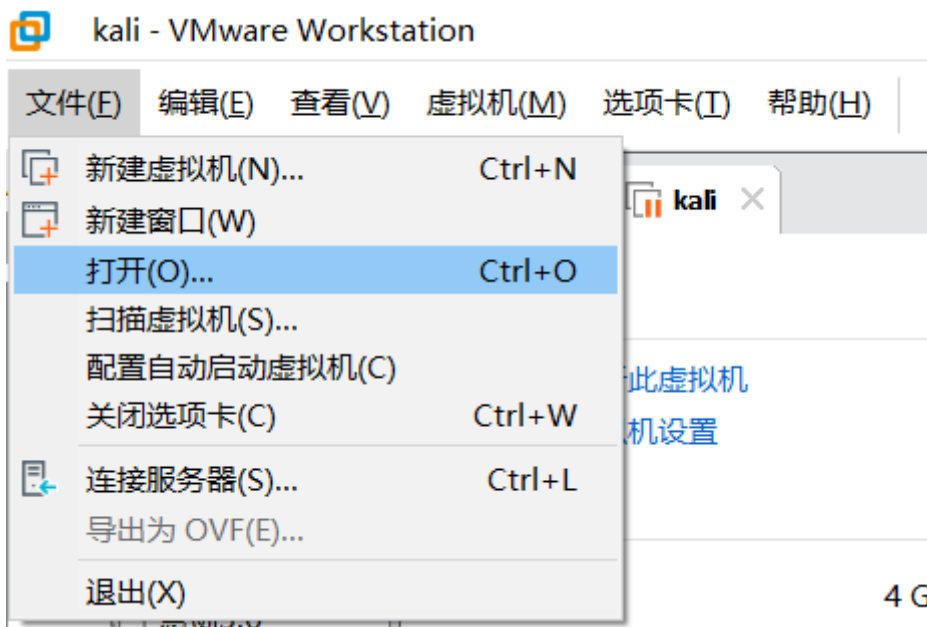 kali - VMware Workstation
文件(F) 编辑(E) 查看(V) 虚拟机(M) 选项卡(T) 帮助(H)
新建虚拟机(N)... Ctrl+N
kali
新建窗口(W)
打开(O)... Ctrl+O
扫描虚拟机(S)...
配置自动启动虚拟机(C)
此虚拟机
关闭选项卡(C) Ctrl+W
机设置
连接服务器(S)... Ctrl+L
导出为 OVF(E)...
退出(X)
4 G